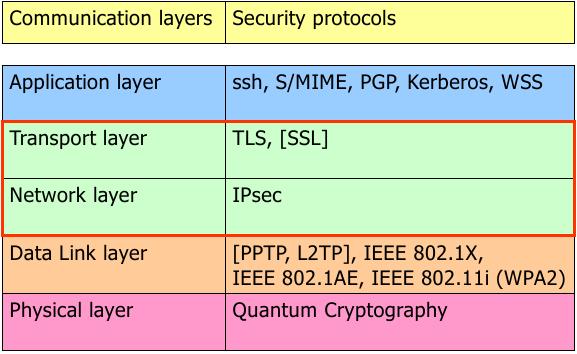 Communication layers Security protocols
Application layer ssh, S/MIME, PGP, Kerberos, WSS
Transport layer TLS, [SSL]
Network layer IPsec
Data Link layer [PPTP, L2TP], IEEE 802.1X,
IEEE 802.1AE, IEEE 802.11i (WPA2)
Physical layer Quantum Cryptography